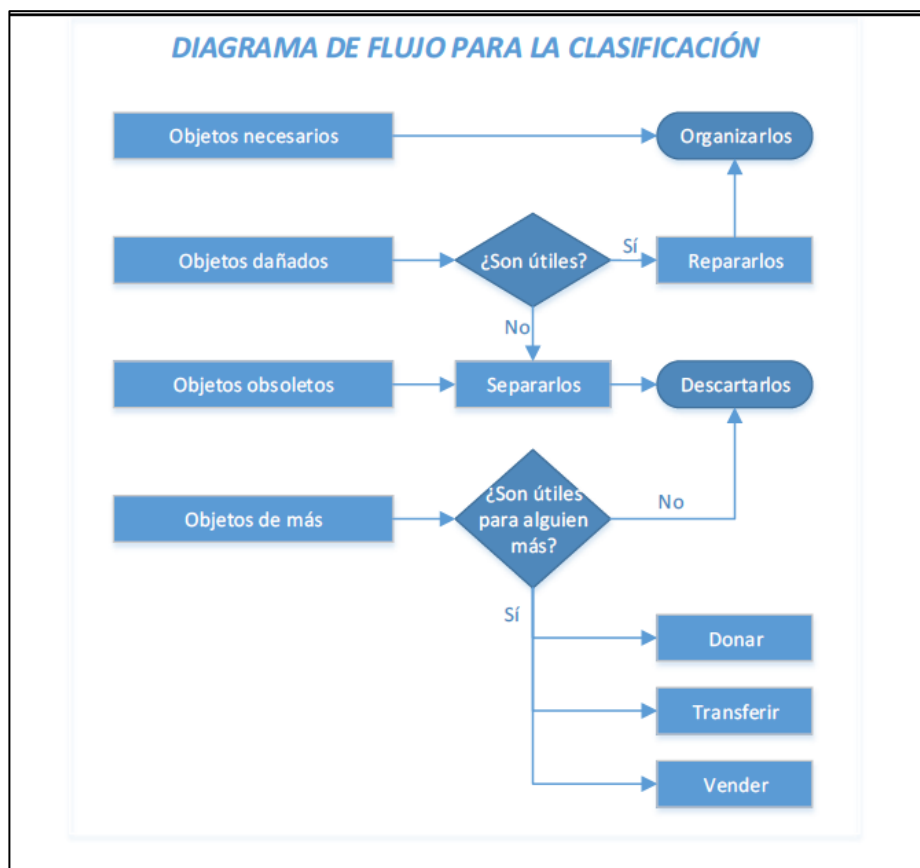 DIAGRAMA DE FLUJO PARA LA CLASIFICACIÓN
Objetos necesarios
Organizarlos
Objetos dañados
¿Son útiles?
Sí
Repararlos
No
Objetos obsoletos
Separarlos
Descartarlos
Objetos de más
¿Son útiles
para alguien
más?
No
Sí
Donar
Transferir
Vender